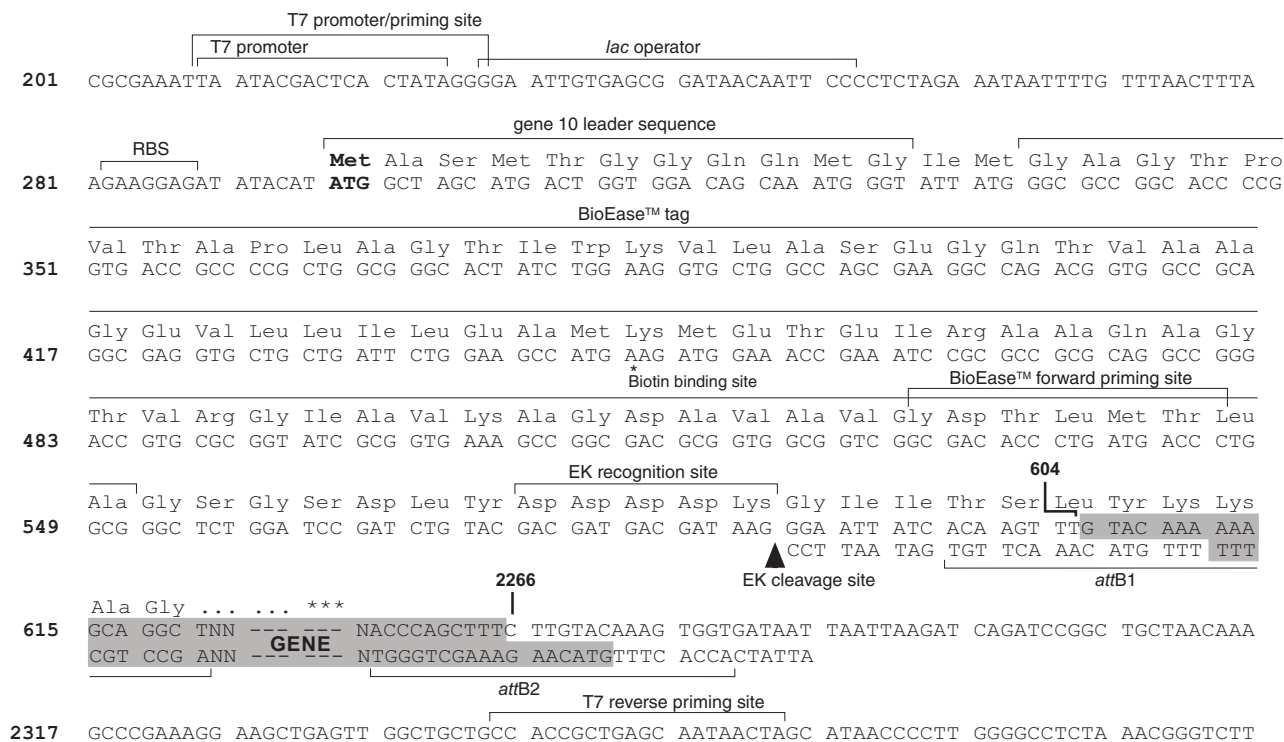 T7 promoter/priming site
T7 promoter
lac operator
201 CGCGAAATTA ATACGACTCA CTATAGGGGA ATTGTGAGCG GATAACAATT CCCCTCTAGA AATAATTTTG TTTAACTTTA
gene 10 leader sequence
RBS
Met Ala Ser Met Thr Gly Gly Gln Gln Met Gly Ile Met Gly Ala Gly Thr Pro
281 AGAAGGAGAT ATACAT ATG GCT AGC ATG ACT GGT GGA CAG CAA ATG GGT ATT ATG GGC GCC GGC ACC CCG
BioEase™ tag
Val Thr Ala Pro Leu Ala Gly Thr Ile Trp Lys Val Leu Ala Ser Glu Gly Gln Thr Val Ala Ala
351 GTG ACC GCC CCG CTG GCG GGC ACT ATC TGG AAG GTG CTG GCC AGC GAA GGC CAG ACG GTG GCC GCA
Gly Glu Val Leu Leu Ile Leu Glu Ala Met Lys Met Glu Thr Glu Ile Arg Ala Ala Gln Ala Gly
417 GGC GAG GTG CTG CTG ATT CTG GAA GCC ATG AAG ATG GAA ACC GAA ATC CGC GCC GCG CAG GCC GGG
*
Biotin binding site
BioEase™ forward priming site
Thr Val Arg Gly Ile Ala Val Lys Ala Gly Asp Ala Val Ala Val Gly Asp Thr Leu Met Thr Leu
483 ACC GTG CGC GGT ATC GCG GTG AAA GCC GGC GAC GCG GTG GCG GTC GGC GAC ACC CTG ATG ACC CTG
EK recognition site
604
Ala Gly Ser Gly Ser Asp Leu Tyr Asp Asp Asp Asp Lys Gly Ile Ile Thr Ser Leu Tyr Lys Lys
549 GCG GGC TCT GGA TCC GAT CTG TAC GAC GAT GAC GAT AAG GGA ATT ATC ACA AGT TTG TAC AAA AAA
CCT TAA TAG TGT TCA AAC ATG TTT TTT
EK cleavage site
attB1
2266
Ala Gly ... ... ***
615 GCA GGC TNN --- --- NACCCAGCTTTC TTGTACAAAG TGGTGATAAT TAATTAAGAT CAGATCCGGC TGCTAACAAA
GENE
CGT CCG ANN --- --- NTGGGTCGAAAG AACATGTTTC ACCACTATTA
attB2
T7 reverse priming site
2317 GCCCGAAAGG AAGCTGAGTT GGCTGCTGCC ACCGCTGAGC AATAACTAGC ATAACCCCTT GGGGCCTCTA AACGGGTCTT